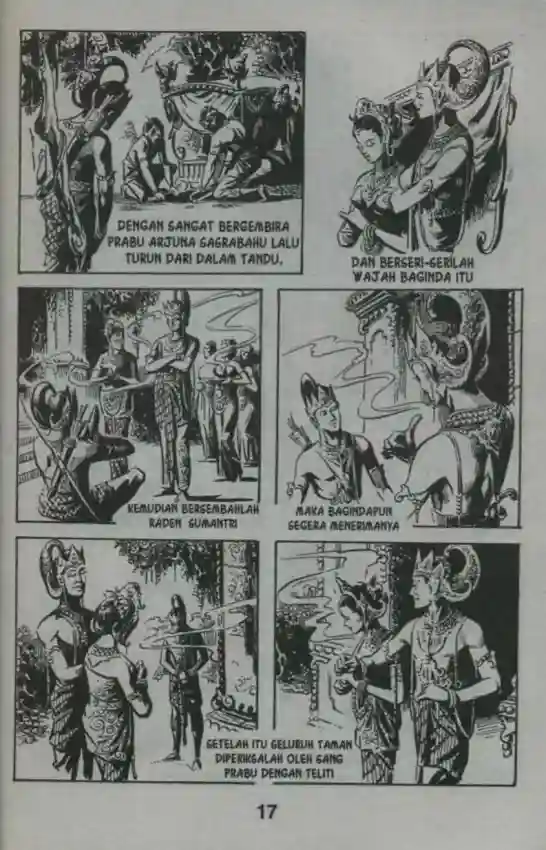 DENGAN SANGAT BERGEMBIRA
PRABU ARJUNA SASRABAHU LALU
TURUN DARI DALAM TANDU.
DAN BERSERI-SERILAH
WAJAH BAGINDA ITU
KEMUDIAN BERSEMBAHLAH
RADEN SUMANTRI
MAKA BAGINDAPUN
SEGERA MENERIMANYA
SETELAH ITU SELURUH TAMAN
DIPERIKSALAH OLEH SANG
PRABU DENGAN TELITI
17